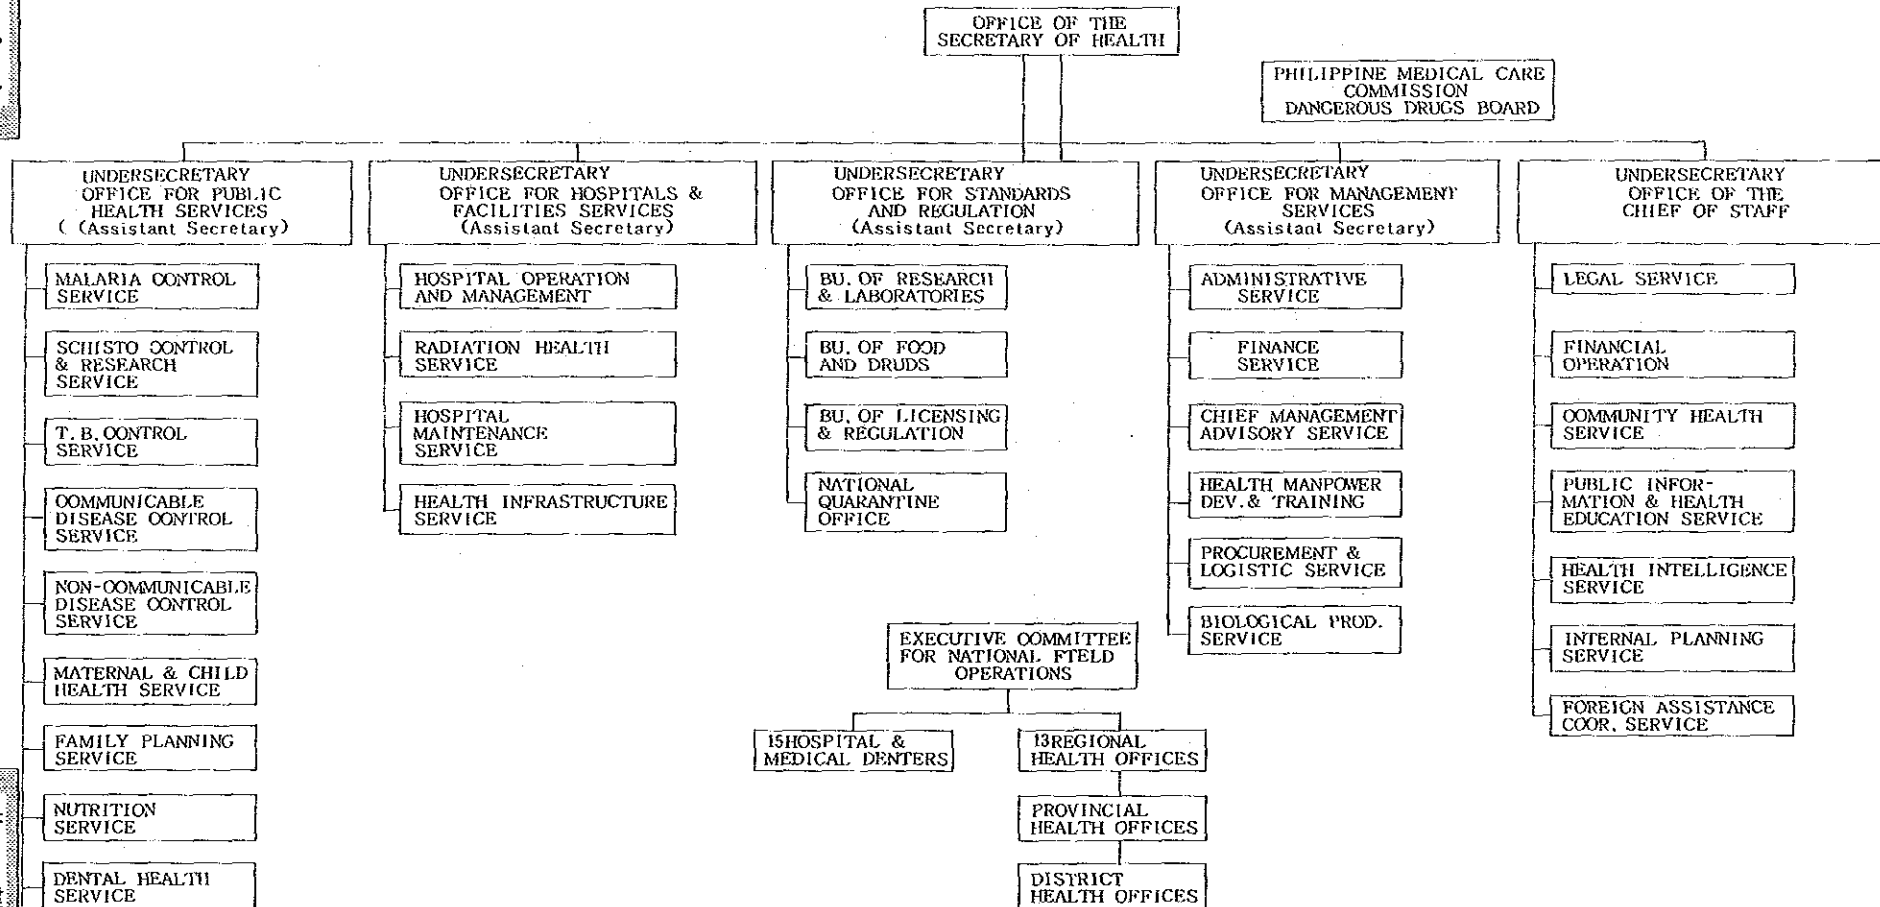 OFFICE OF THE
SECRETARY OF HEALTH
PHILIPPINE MEDICAL CARE
COMMISSION
DANGEROUS DRUGS BOARD
UNDERSECRETARY
OFFICE FOR PUBLIC
HEALTH SERVICES
( (Assistant Secretary)
MALARIA CONTROL
SERVICE
SCHISTO CONTROL
& RESEARCH
SERVICE
T. B. CONTROL
SERVICE
COMMUNICABLE
DISEASE CONTROL
SERVICE
NON-COMMUNICABLE
DISEASE CONTROL
SERVICE
MATERNAL & CHILD
HEALTH SERVICE
FAMILY PLANNING
SERVICE
NUTRITION
SERVICE
DENTAL HEALTH
SERVICE
UNDERSECRETARY
OFFICE FOR HOSPITALS &
FACILITIES SERVICES
(Assistant Secretary)
HOSPITAL OPERATION
AND MANAGEMENT
RADIATION HEALTH
SERVICE
HOSPITAL
MAINTENANCE
SERVICE
HEALTH INFRASTRUCTURE
SERVICE
UNDERSECRETARY
OFFICE FOR STANDARDS
AND REGULATION
(Assistant Secretary)
BU. OF RESEARCH
& LABORATORIES
BU. OF FOOD
AND DRUDS
BU. OF LICENSING
& REGULATION
NATIONAL
QUARANTINE
OFFICE
UNDERSECRETARY
OFFICE FOR MANAGEMENT
SERVICES
(Assistant Secretary)
ADMINISTRATIVE
SERVICE
FINANCE
SERVICE
CHIEF MANAGEMENT
ADVISORY SERVICE
HEALTH MANPOWER
DEV. & TRAINING
PROCUREMENT &
LOGISTIC SERVICE
BIOLOGICAL PROD.
SERVICE
UNDERSECRETARY
OFFICE OF THE
CHIEF OF STAFF
LEGAL SERVICE
FINANCIAL
OPERATION
COMMUNITY HEALTH
SERVICE
PUBLIC INFOR-
MATION & HEALTH
EDUCATION SERVICE
HEALTH INTELLIGENCE
SERVICE
INTERNAL PLANNING
SERVICE
FOREIGN ASSISTANCE
COOR. SERVICE
EXECUTIVE COMMITTEE
FOR NATIONAL FTELD
OPERATIONS
15HOSPITAL &
MEDICAL DENTERS
13REGIONAL
HEALTH OFFICES
PROVINCIAL
HEALTH OFFICES
DISTRICT
HEALTH OFFICES